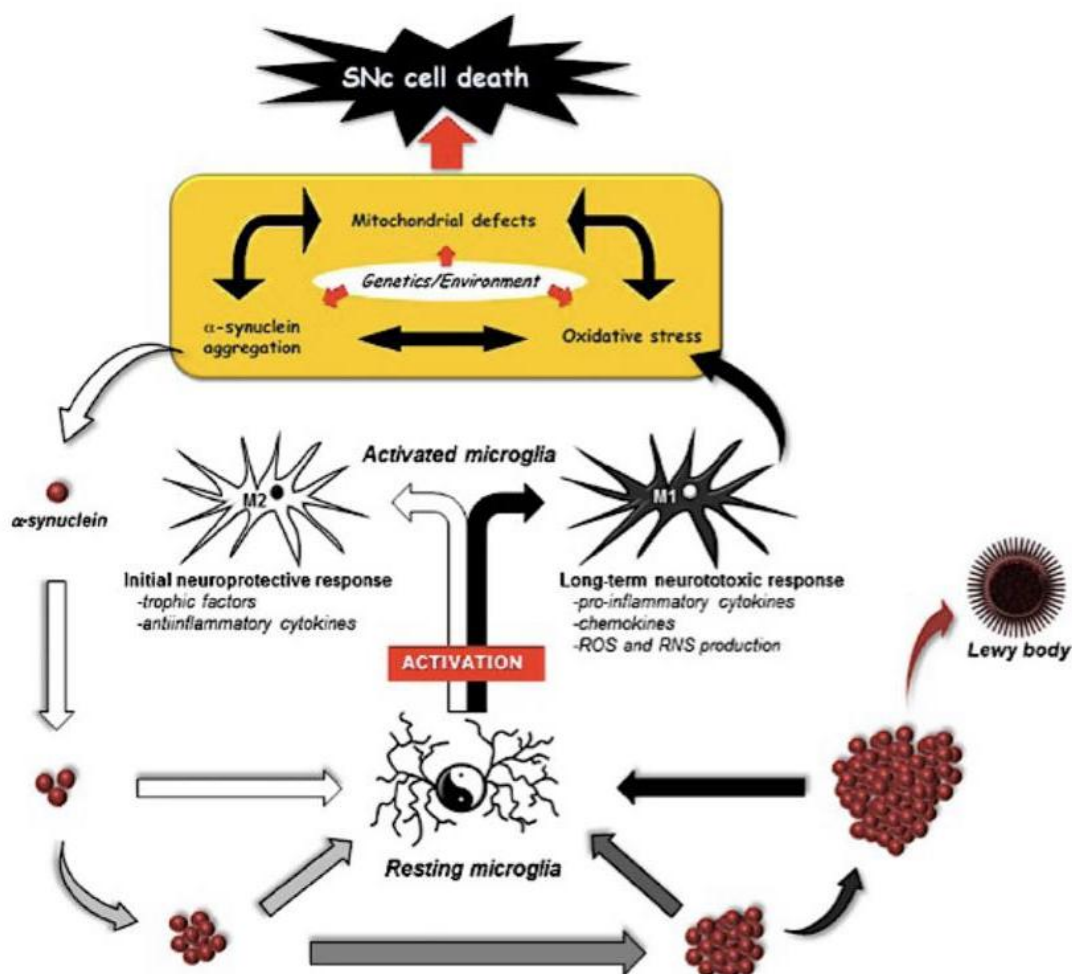 SNc cell death
Mitochondrial defects
Genetics/Environment
α-synuclein
aggregation
Oxidative stress
Activated microglia
M2
M1
α-synuclein
Initial neuroprotective response
-trophic factors
-antiinflammatory cytokines
Long-term neurototoxic response
-pro-inflammatory cytokines
-chemokines
-ROS and RNS production
ACTIVATION
Lewy body
Resting microglia